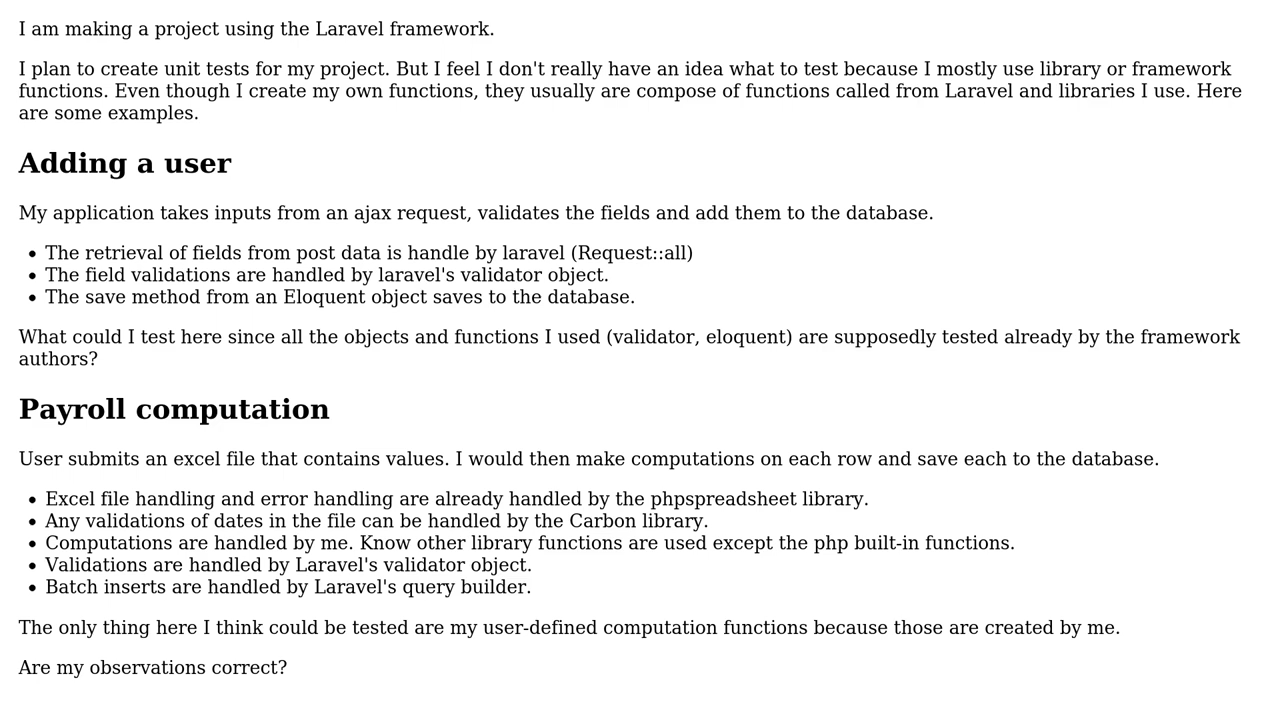 I am making a project using the Laravel framework.
I plan to create unit tests for my project. But I feel I don't really have an idea what to test because I mostly use library or framework
functions. Even though I create my own functions, they usually are compose of functions called from Laravel and libraries I use. Here
are some examples.
Adding a user
My application takes inputs from an ajax request, validates the fields and add them to the database.
• The retrieval of fields from post data is handle by laravel (Request::all)
• The field validations are handled by laravel's validator object.
• The save method from an Eloquent object saves to the database.
What could I test here since all the objects and functions I used (validator, eloquent) are supposedly tested already by the framework
authors?
Payroll computation
User submits an excel file that contains values. I would then make computations on each row and save each to the database.
• Excel file handling and error handling are already handled by the phpspreadsheet library.
• Any validations of dates in the file can be handled by the Carbon library.
• Computations are handled by me. Know other library functions are used except the php built-in functions.
• Validations are handled by Laravel's validator object.
• Batch inserts are handled by Laravel's query builder.
The only thing here I think could be tested are my user-defined computation functions because those are created by me.
Are my observations correct?